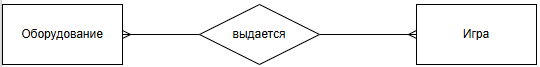 Оборудование
выдается
Игра